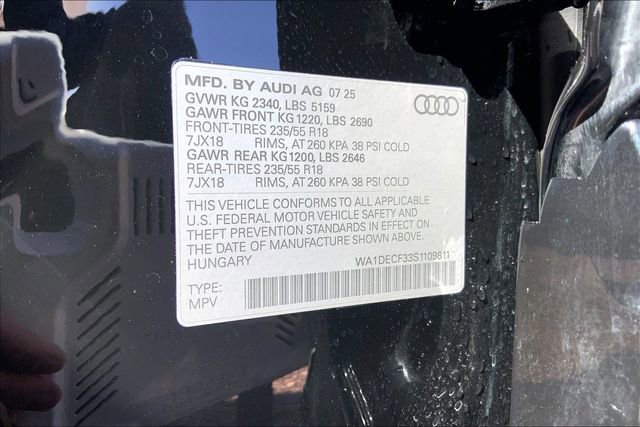 MFD. BY AUDI AG 07 25
GVWR KG 2340, LBS 5159
GAWR FRONT KG 1220, LBS 2690
FRONT-TIRES 235/55 R18
7JX18 RIMS, AT 260 KPA 38 PSI COLD
GAWR REAR KG1200, LBS 2646
REAR-TIRES 235/55 R18
7JX18 RIMS, AT 260 KPA 38 PSI COLD
THIS VEHICLE CONFORMS TO ALL APPLICABLE
U.S. FEDERAL MOTOR VEHICLE SAFETY AND
THEFT PREVENTION STANDARDS IN EFFECT ON
THE DATE OF MANUFACTURE SHOWN ABOVE.
HUNGARY WA1DECF33S1109811
TYPE:
MPV